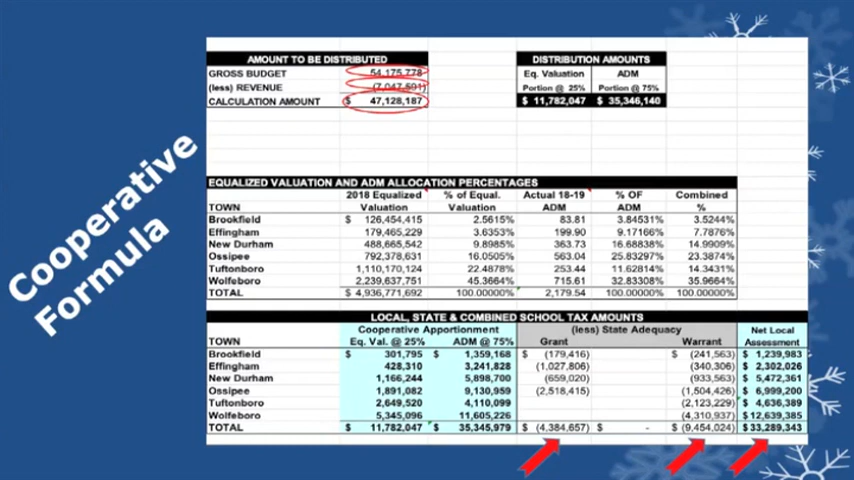 Cooperative
Formula
AMOUNT TO BE DISTRIBUTED
GROSS BUDGET 54,175,778
(less) REVENUE (7,047,591)
CALCULATION AMOUNT $ 47,128,187
DISTRIBUTION AMOUNTS
Eq. Valuation ADM
Portion @ 25% Portion @ 75%
$ 11,782,047 $ 35,346,140
EQUALIZED VALUATION AND ADM ALLOCATION PERCENTAGES
2018 Equalized % of Equal. Actual 18-19 % OF Combined
TOWN Valuation Valuation ADM ADM %
Brookfield $ 126,454,415 2.5615% 83.81 3.84531% 3.5244%
Effingham 179,465,229 3.6353% 199.90 9.17166% 7.7876%
New Durham 488,665,542 9.8985% 363.73 16.68838% 14.9909%
Ossipee 792,378,631 16.0505% 563.04 25.83297% 23.3874%
Tuftonboro 1,110,170,124 22.4878% 253.44 11.62814% 14.3431%
Wolfeboro 2,239,637,751 45.3664% 715.61 32.83308% 35.9664%
TOTAL $ 4,936,771,692 100.00000% 2,179.54 100.00000% 100.00000%
LOCAL, STATE & COMBINED SCHOOL TAX AMOUNTS
Cooperative Apportionment (less) State Adequacy Net Local
TOWN Eq. Val. @ 25% ADM @ 75% Grant Warrant Assessment
Brookfield $ 301,795 $ 1,359,168 $ (179,416) $ (241,563) $ 1,239,983
Effingham 428,310 3,241,828 (1,027,806) (340,306) $ 2,302,026
New Durham 1,166,244 5,898,700 (659,020) (933,563) $ 5,472,361
Ossipee 1,891,082 9,130,959 (2,518,415) (1,504,426) $ 6,999,200
Tuftonboro 2,649,520 4,110,099 (2,123,229) $ 4,636,389
Wolfeboro 5,345,096 11,605,226 (4,310,937) $ 12,639,385
TOTAL $ 11,782,047 $ 35,345,979 $ (4,384,657) $ - $ (9,454,024) $ 33,289,343